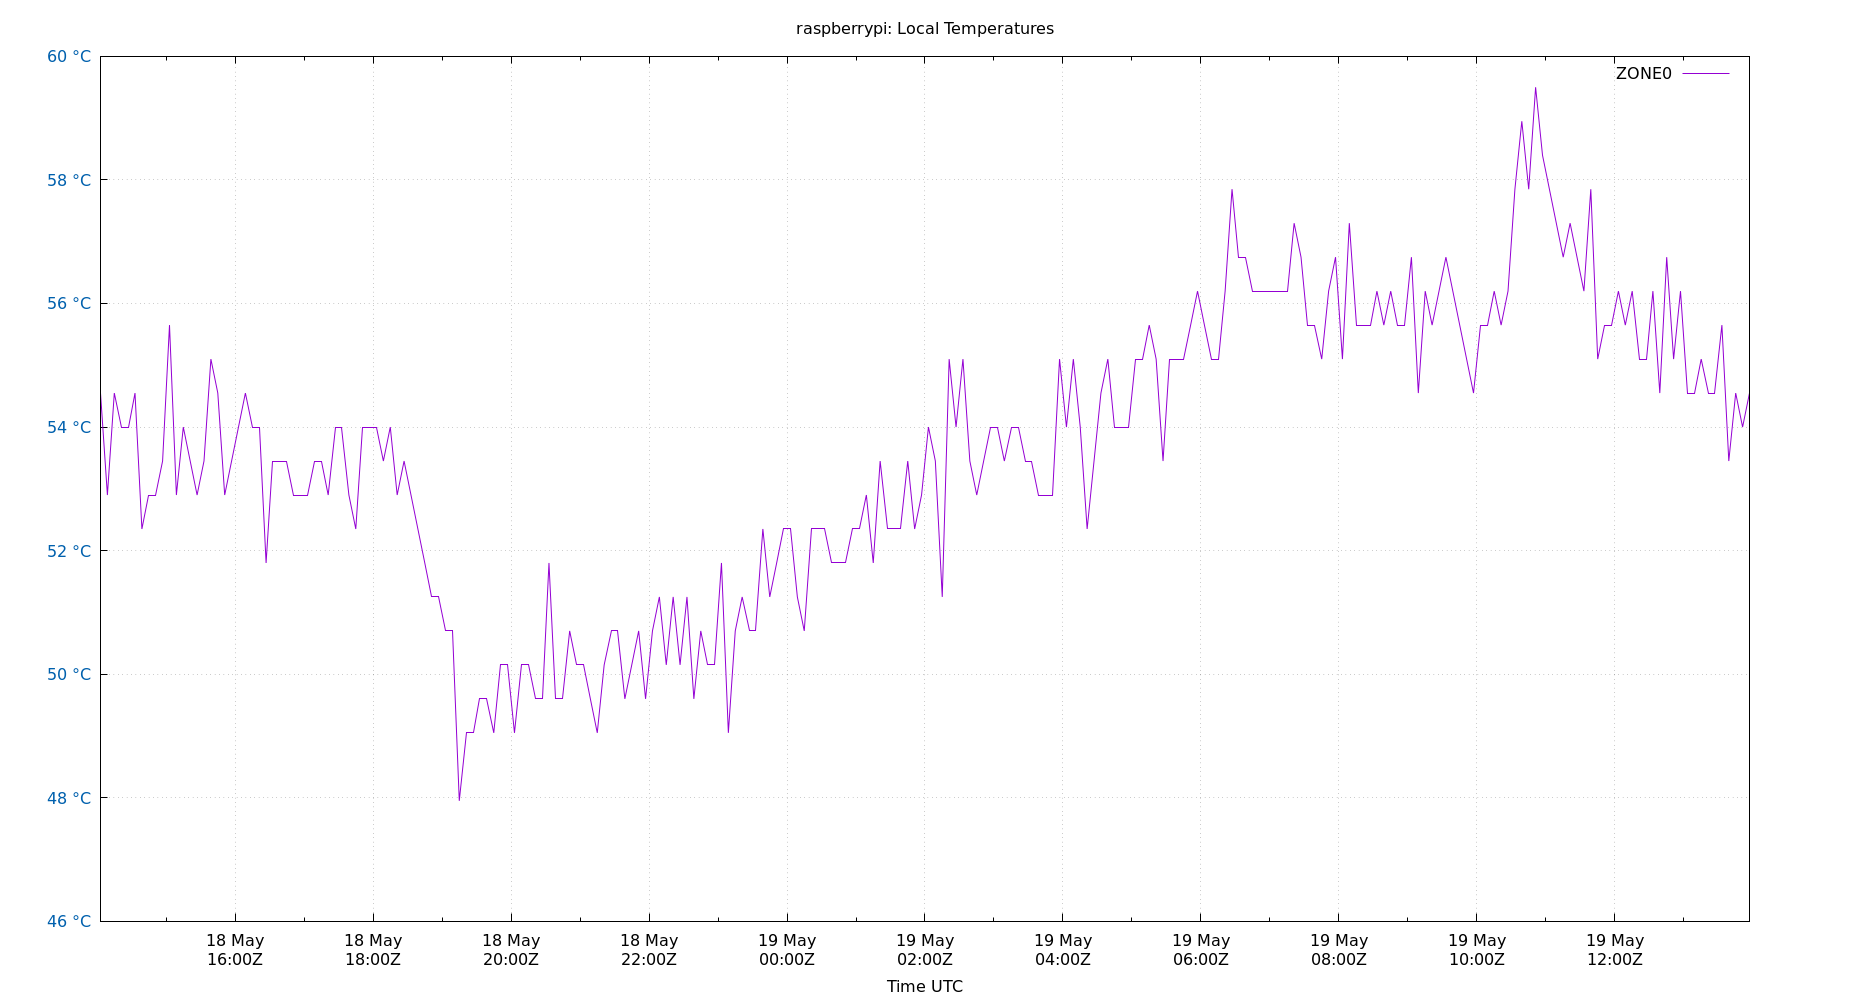 raspberrypi: Local Temperatures
60 °C
ZONE0
58 °C
56 °C
54 °C
52 °C
50 °C
48 °C
46 °C
18 May 18 May 18 May 18 May 19 May 19 May 19 May 19 May 19 May 19 May 19 May
16:00Z 18:00Z 20:00Z 22:00Z 00:00Z 02:00Z 04:00Z 06:00Z 08:00Z 10:00Z 12:00Z
Time UTC